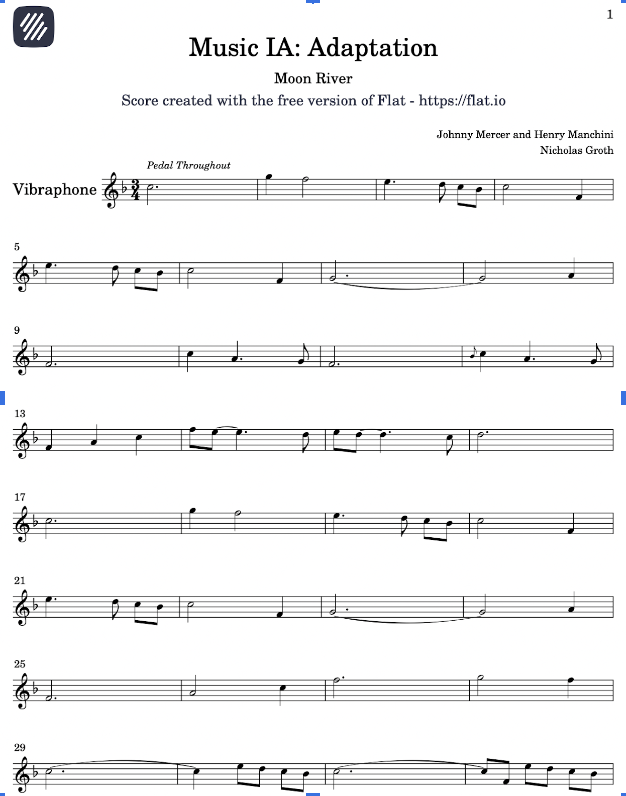 1
Music IA: Adaptation
Moon River
Score created with the free version of Flat - https://flat.io
Johnny Mercer and Henry Manchini
Nicholas Groth
Pedal Throughout
Vibraphone
3
4
5
9
13
17
21
25
29